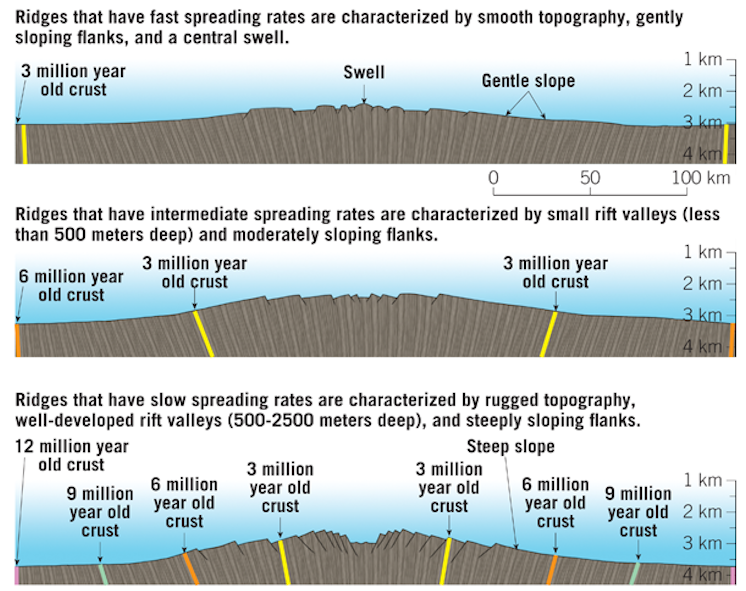 Ridges that have fast spreading rates are characterized by smooth topography, gently
sloping flanks, and a central swell.
3 million year
old crust
Swell
Gentle slope
1 km
2 km
3 km
4 km
0 50 100 km
Ridges that have intermediate spreading rates are characterized by small rift valleys (less
than 500 meters deep) and moderately sloping flanks.
6 million year
old crust
3 million year
old crust
3 million year
old crust
1 km
2 km
3 km
4 km
Ridges that have slow spreading rates are characterized by rugged topography,
well-developed rift valleys (500-2500 meters deep), and steeply sloping flanks.
12 million year
old crust
9 million
year old
crust
6 million
year old
crust
3 million
year old
crust
3 million
year old
crust
Steep slope
6 million
year old
crust
9 million
year old
crust
1 km
2 km
3 km
4 km